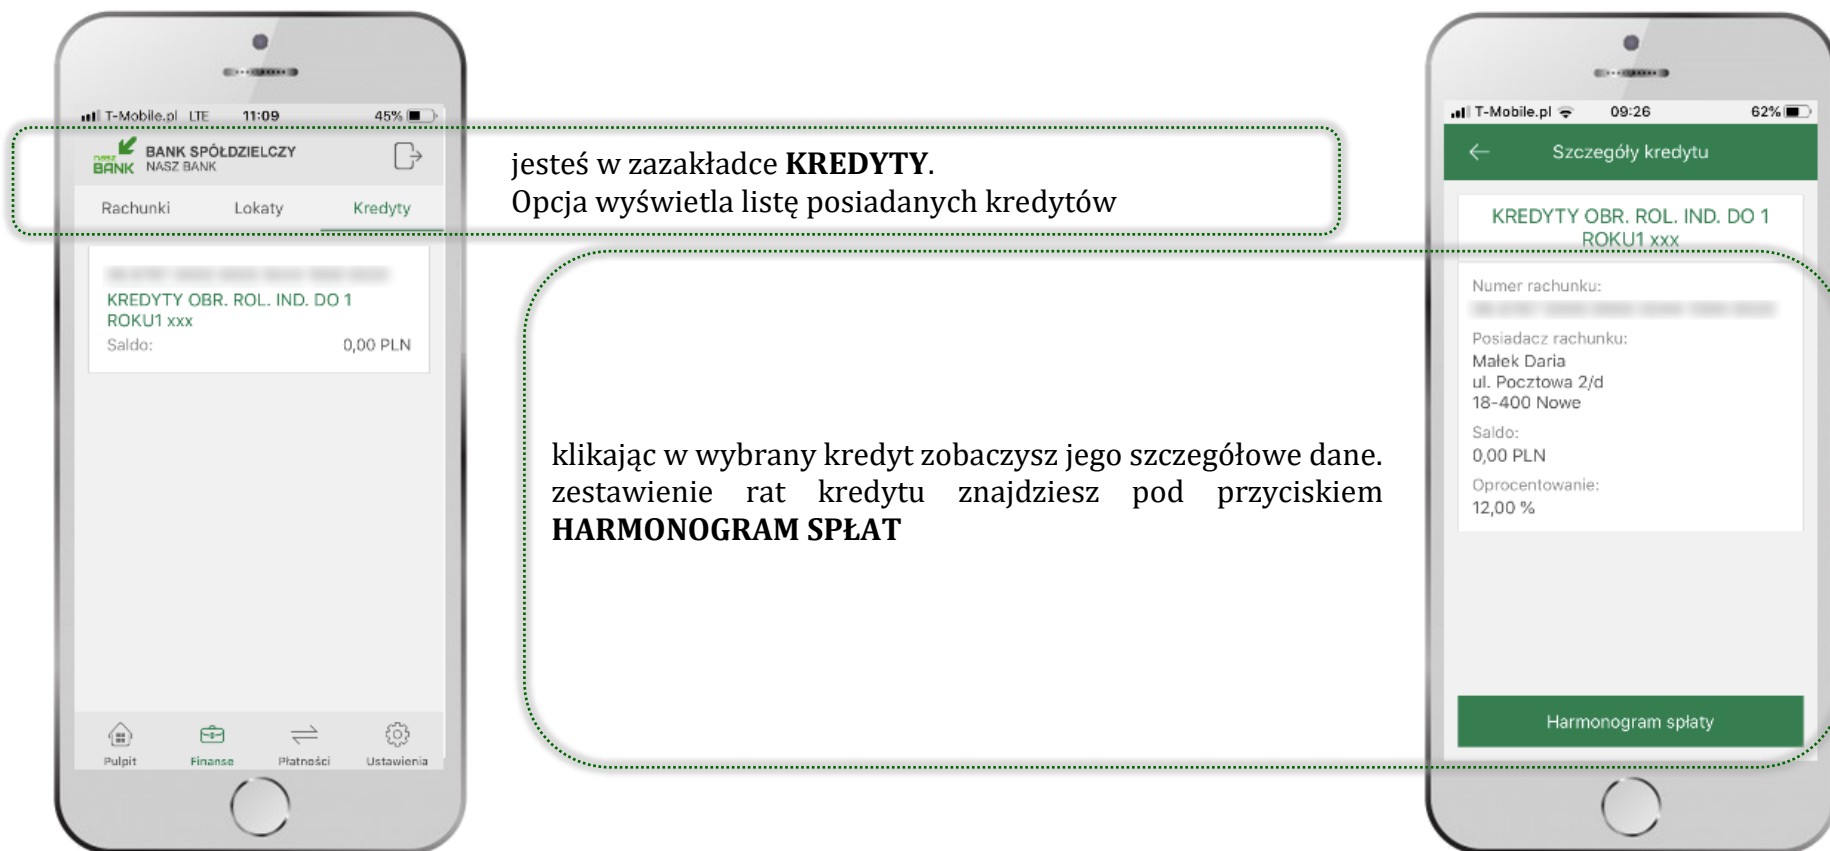 T-Mobile.pl LTE 11:09 45%
nasz BANK
BANK SPÓŁDZIELCZY
NASZ BANK
Rachunki Lokaty Kredyty
KREDYTY OBR. ROL. IND. DO 1
ROKU1 xxx
Saldo: 0,00 PLN
Pulpit Finanse Płatności Ustawienia
jesteś w zazakładce KREDYTY.
Opcja wyświetla listę posiadanych kredytów
klikając w wybrany kredyt zobaczysz jego szczegółowe dane.
zestawienie rat kredytu znajdziesz pod przyciskiem
HARMONOGRAM SPŁAT
T-Mobile.pl 09:26 62%
Szczegóły kredytu
KREDYTY OBR. ROL. IND. DO 1
ROKU1 xxx
Numer rachunku:
Posiadacz rachunku:
Małek Daria
ul. Pocztowa 2/d
18-400 Nowe
Saldo:
0,00 PLN
Oprocentowanie:
12,00 %
Harmonogram spłaty